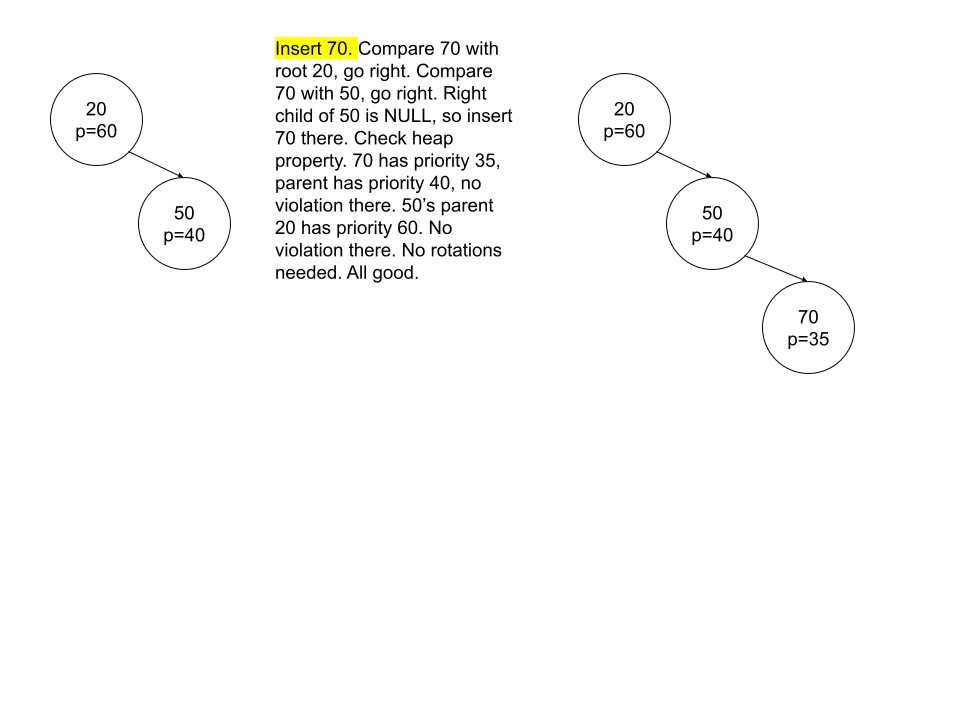 20
p=60
50
p=40
Insert 70. Compare 70 with
root 20, go right. Compare
70 with 50, go right. Right
child of 50 is NULL, so insert
70 there. Check heap
property. 70 has priority 35,
parent has priority 40, no
violation there. 50’s parent
20 has priority 60. No
violation there. No rotations
needed. All good.
20
p=60
50
p=40
70
p=35